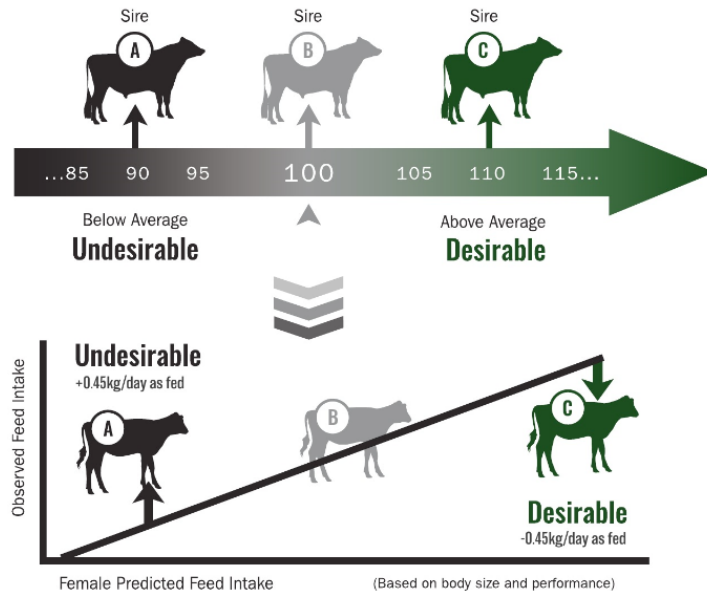 Sire
Sire
Sire
A
B
C
...85
90
95
100
105
110
115...
Below Average
Undesirable
Above Average
Desirable
Undesirable
+0.45kg/day as fed
A
B
C
Desirable
-0.45kg/day as fed
Observed Feed Intake
Female Predicted Feed Intake
(Based on body size and performance)